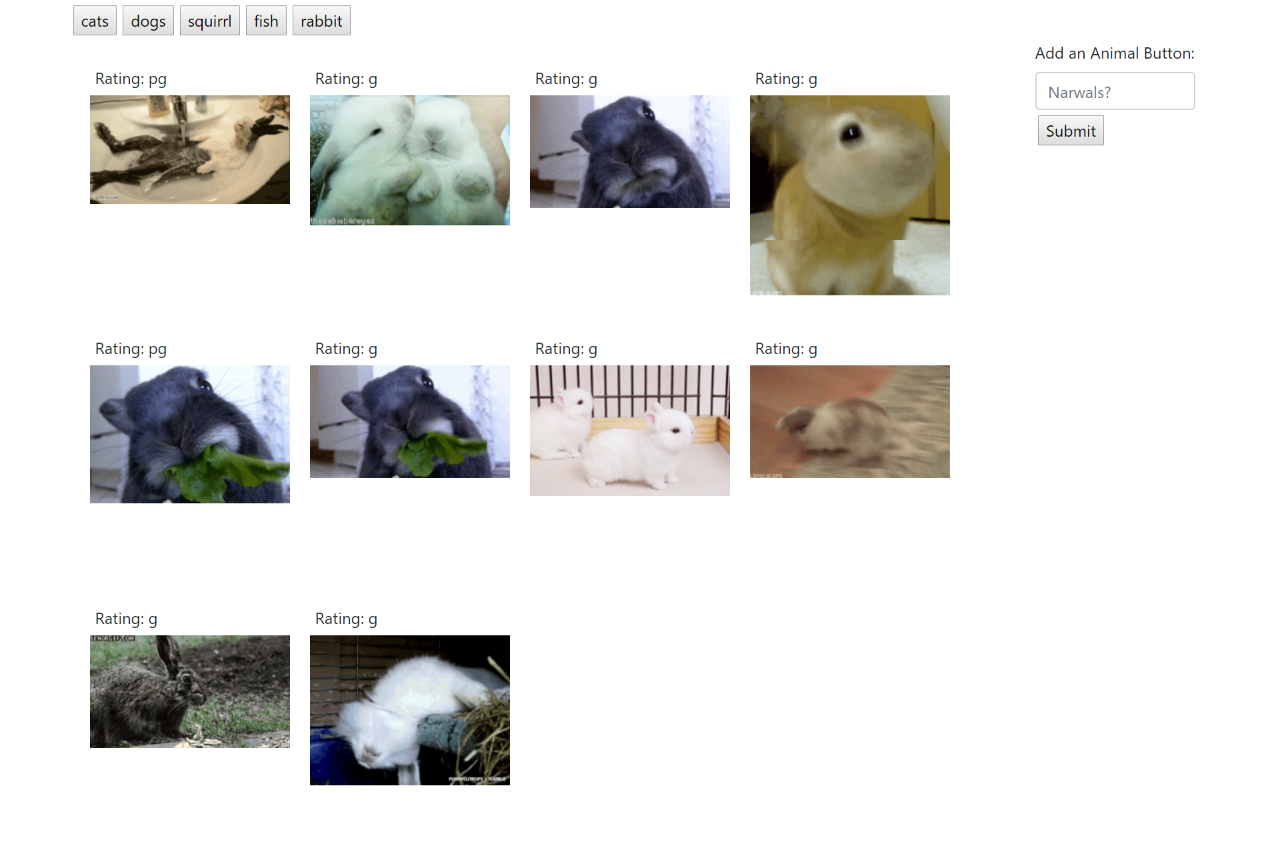 cats dogs squirrl fish rabbit
Add an Animal Button:
Narwals?
Submit
Rating: pg
Rating: g
Rating: g
Rating: g
Rating: pg
Rating: g
Rating: g
Rating: g
Rating: g
Rating: g